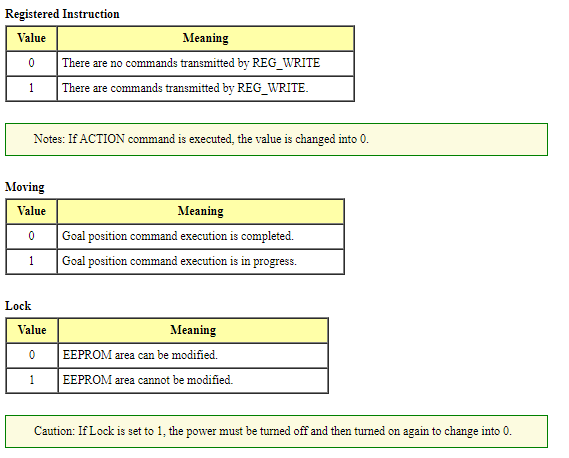 Registered Instruction
Value Meaning
0 There are no commands transmitted by REG_WRITE
1 There are commands transmitted by REG_WRITE.
Notes: If ACTION command is executed, the value is changed into 0.
Moving
Value Meaning
0 Goal position command execution is completed.
1 Goal position command execution is in progress.
Lock
Value Meaning
0 EEPROM area can be modified.
1 EEPROM area cannot be modified.
Caution: If Lock is set to 1, the power must be turned off and then turned on again to change into 0.